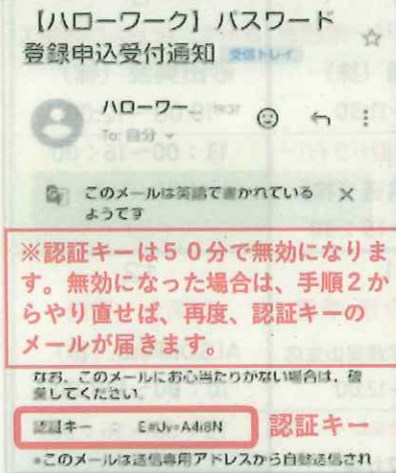 【ハローワーク】パスワード
登録申込受付通知 受信トレイ
ハローワー...
To: 自分
このメールは英語で書かれている
ようです
※認証キーは50分で無効になりま
す。無効になった場合は、手順2か
らやり直せば、再度、認証キーの
メールが届きます。
なお、このメールにお心当たりがない場合は，破
棄してください。
認証キー
認証キー
*このメールは送信専用アドレスから自動送信され